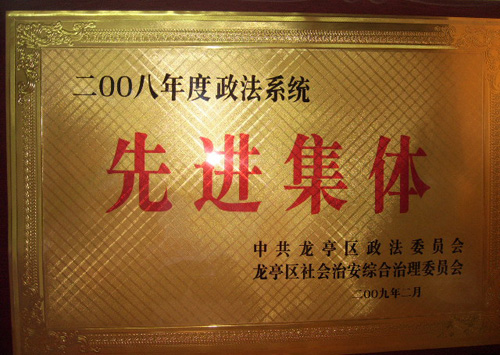 二00八年度政法系统
先进集体
中共龙亭区政法委员会
龙亭区社会治安综合治理委员会
二00九年二月